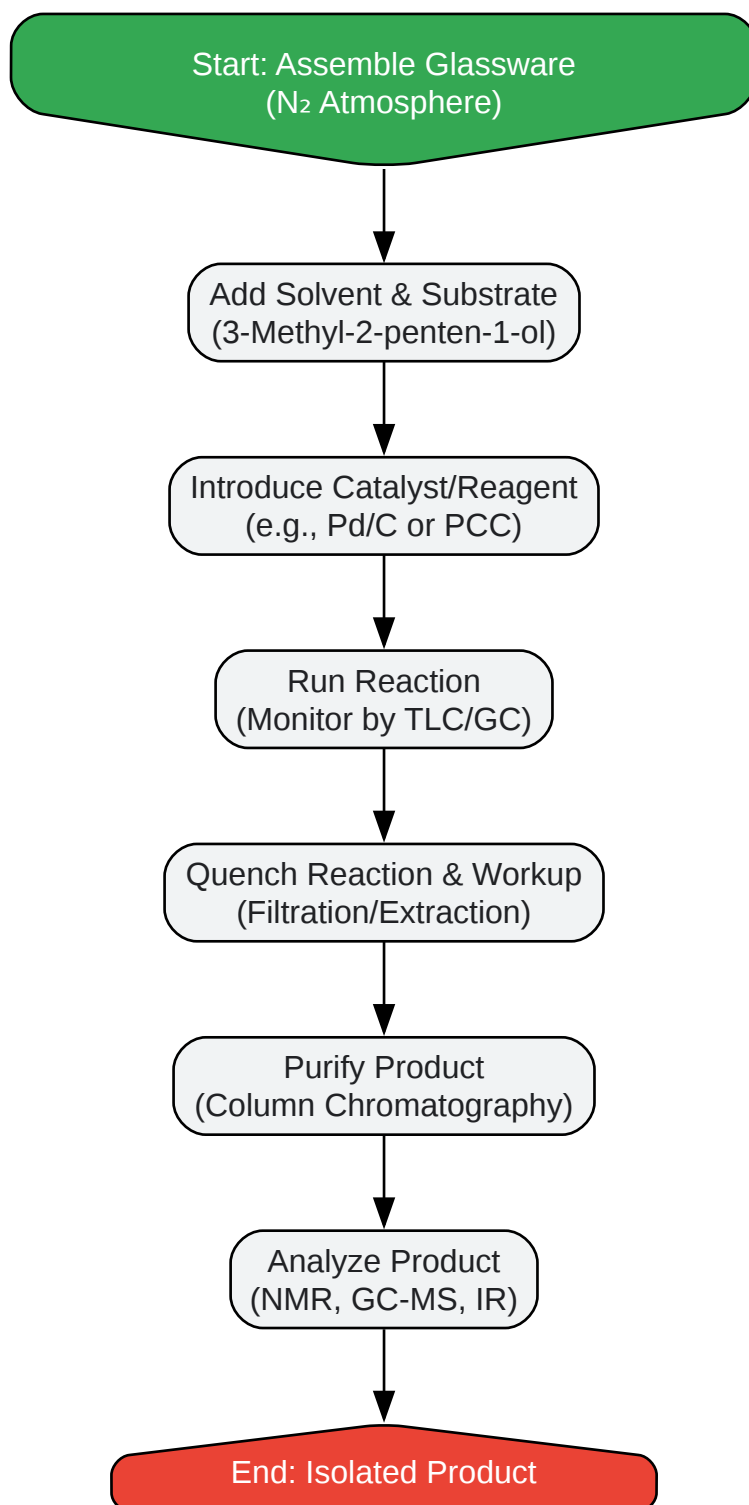 Start: Assemble Glassware
(N₂ Atmosphere)
Add Solvent & Substrate
(3-Methyl-2-penten-1-ol)
Introduce Catalyst/Reagent
(e.g., Pd/C or PCC)
Run Reaction
(Monitor by TLC/GC)
Quench Reaction & Workup
(Filtration/Extraction)
Purify Product
(Column Chromatography)
Analyze Product
(NMR, GC-MS, IR)
End: Isolated Product